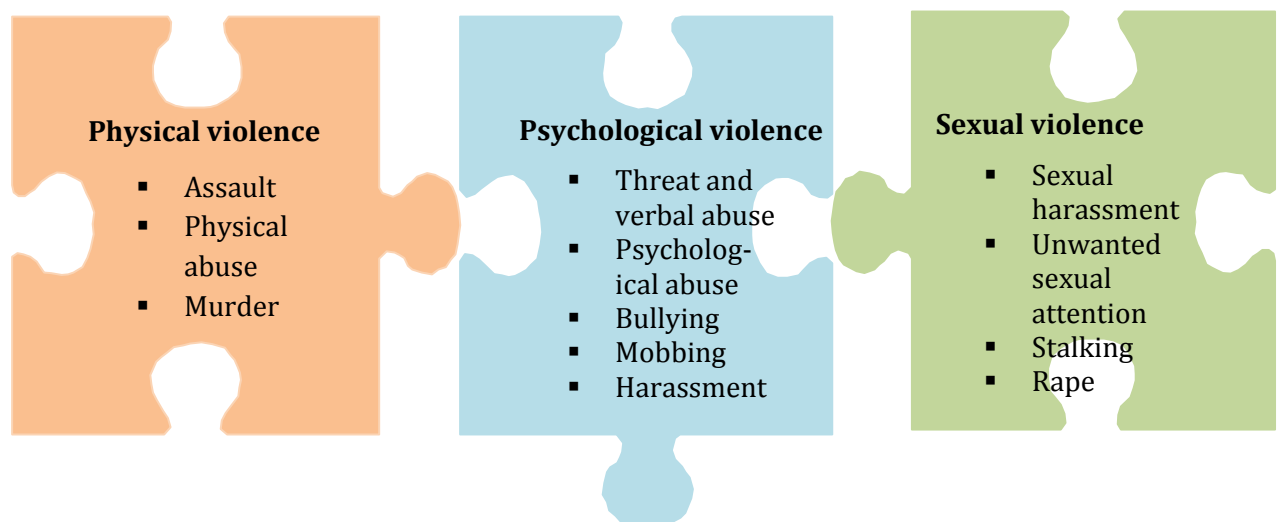 Physical violence
▪ Assault
▪ Physical
abuse
▪ Murder
Psychological violence
▪ Threat and
verbal abuse
▪ Psycholog-
ical abuse
▪ Bullying
▪ Mobbing
▪ Harassment
Sexual violence
▪ Sexual
harassment
▪ Unwanted
sexual
attention
▪ Stalking
▪ Rape